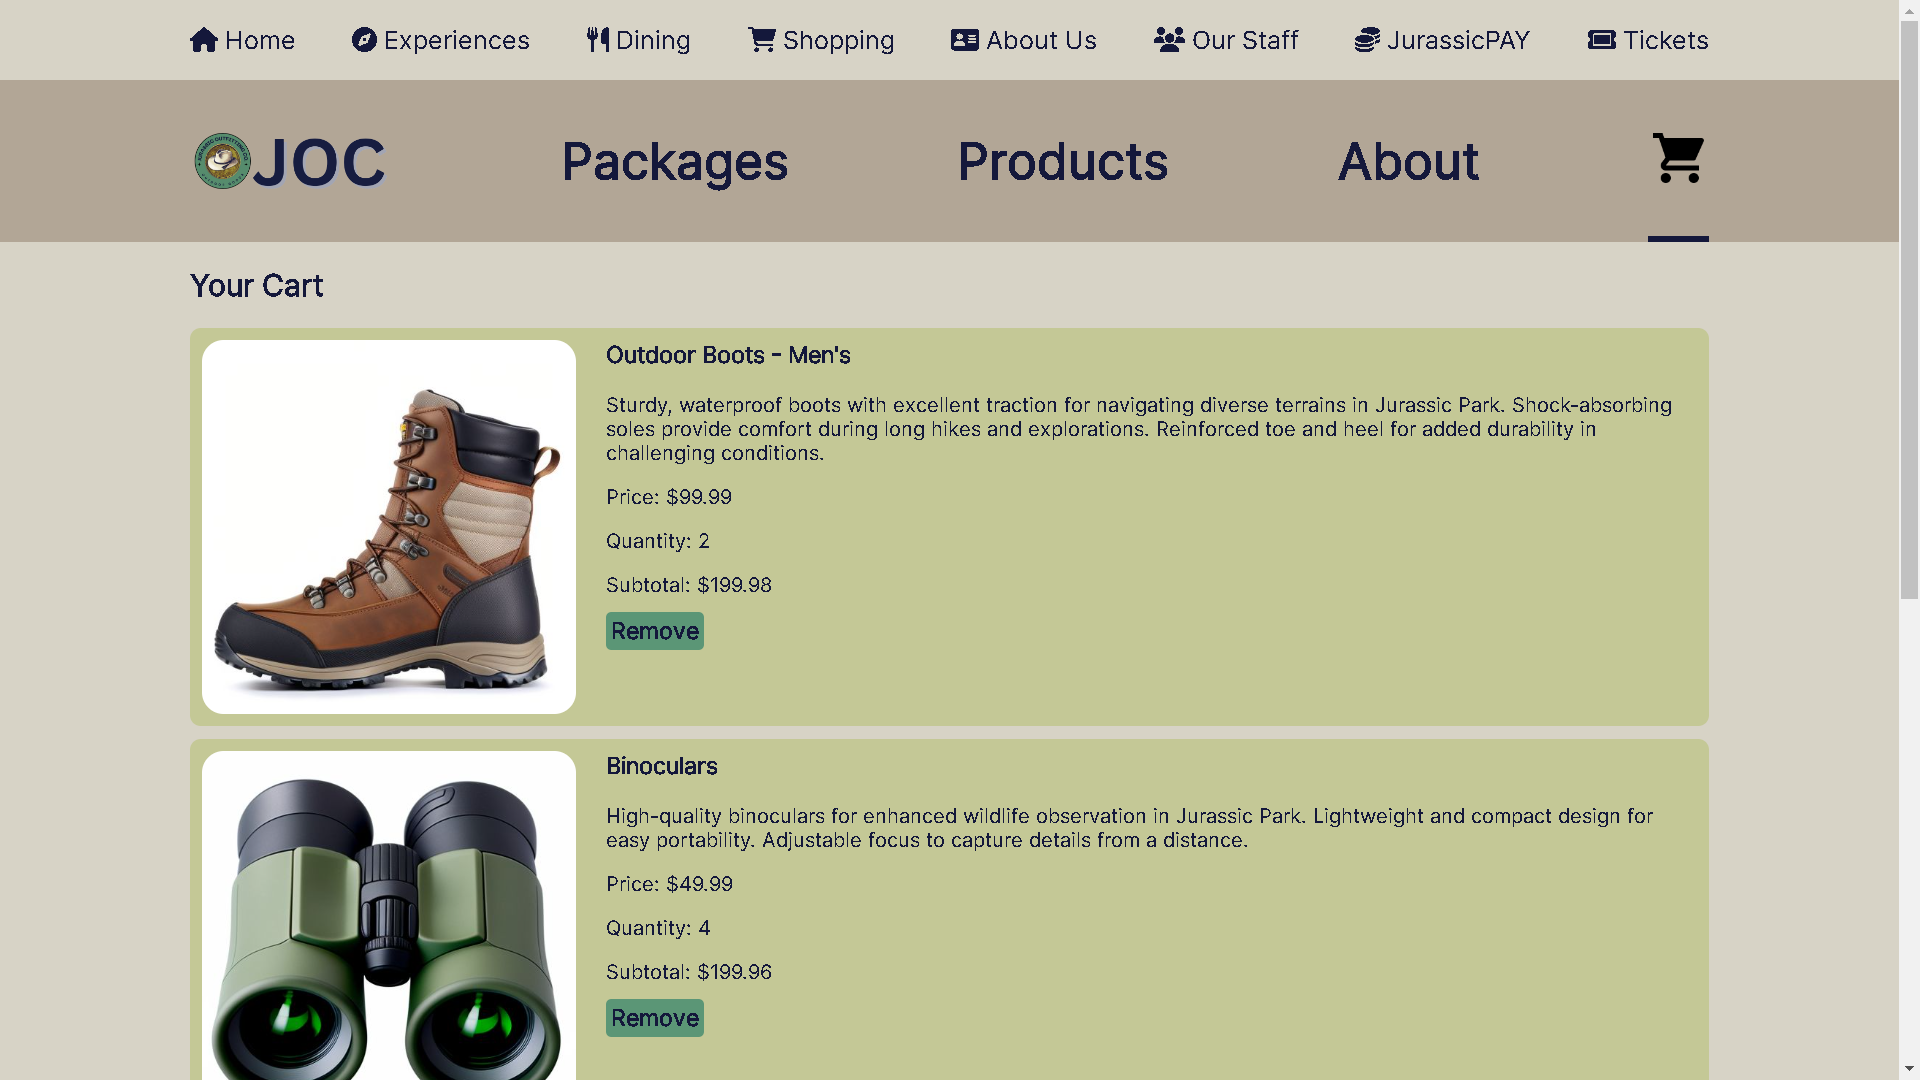 Home Experiences Dining Shopping About Us Our Staff JurassicPAY Tickets
JOC Packages Products About
Your Cart
Outdoor Boots - Men's
Sturdy, waterproof boots with excellent traction for navigating diverse terrains in Jurassic Park. Shock-absorbing
soles provide comfort during long hikes and explorations. Reinforced toe and heel for added durability in
challenging conditions.
Price: $99.99
Quantity: 2
Subtotal: $199.98
Remove
Binoculars
High-quality binoculars for enhanced wildlife observation in Jurassic Park. Lightweight and compact design for
easy portability. Adjustable focus to capture details from a distance.
Price: $49.99
Quantity: 4
Subtotal: $199.96
Remove